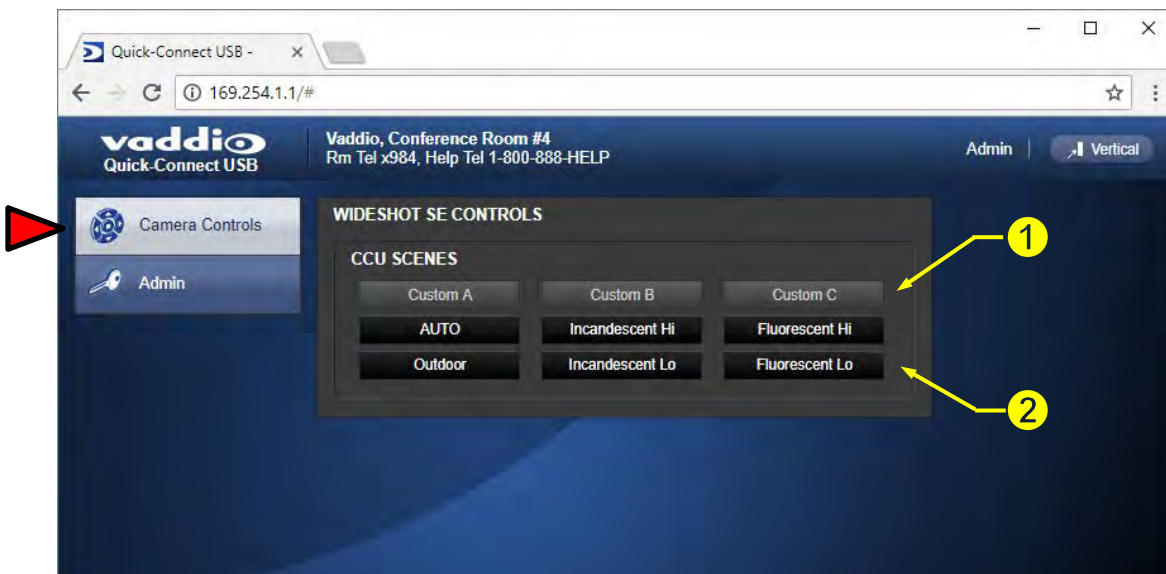 Quick-Connect USB -
169.254.1.1/#
vaddio
Quick-Connect USB
Vaddio, Conference Room #4
Rm Tel x984, Help Tel 1-800-888-HELP
Admin
Vertical
Camera Controls
Admin
WIDESHOT SE CONTROLS
CCU SCENES
Custom A Custom B Custom C
AUTO Incandescent Hi Fluorescent Hi
Outdoor Incandescent Lo Fluorescent Lo
1
2